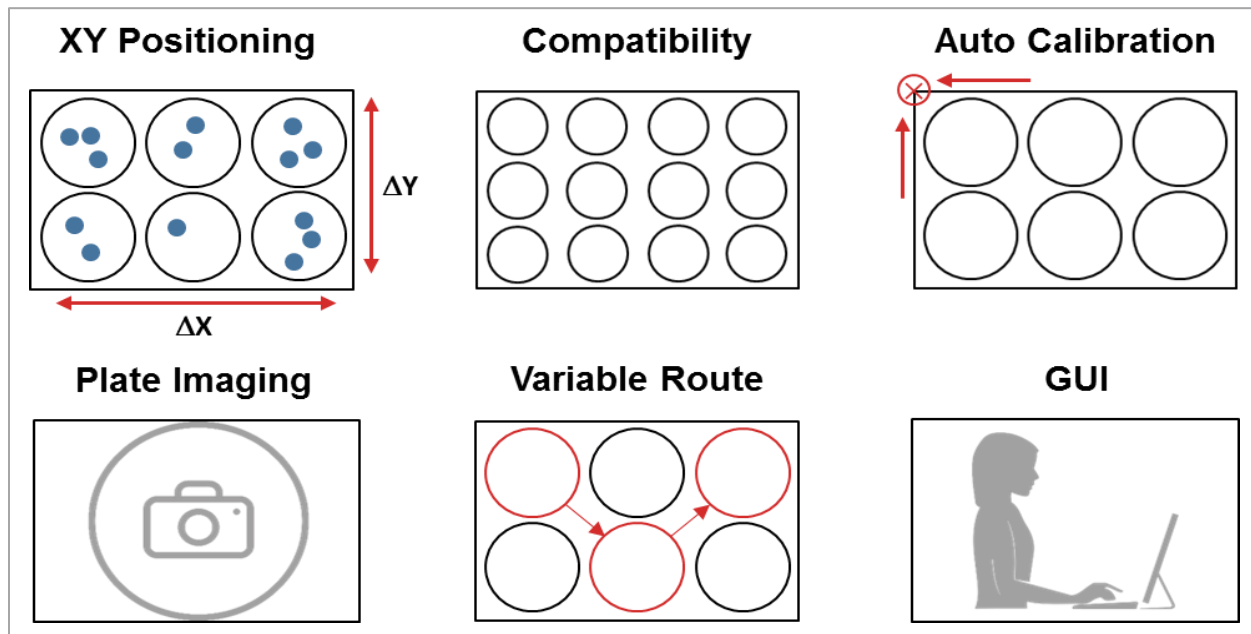 XY Positioning
Compatibility
Auto Calibration
ΔY
ΔX
Plate Imaging
Variable Route
GUI